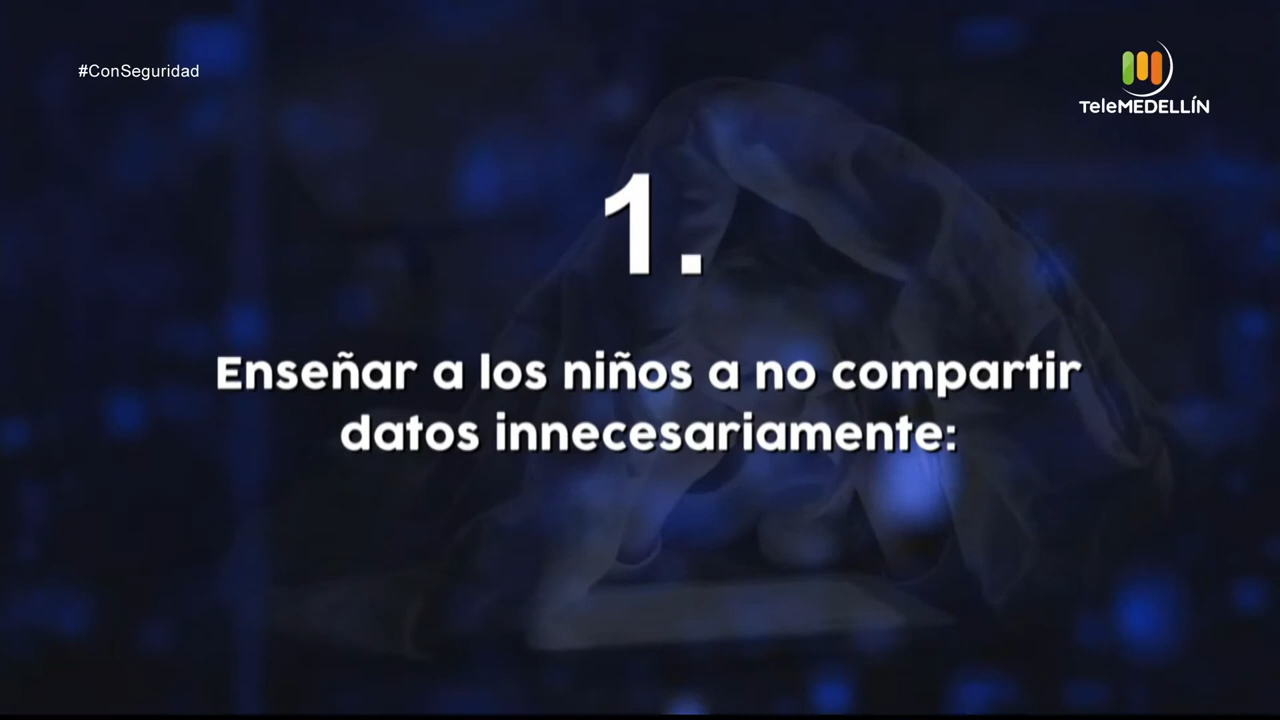 #ConSeguridad
TeleMEDELLÍN
1.
Enseñar a los niños a no compartir
datos innecesariamente: